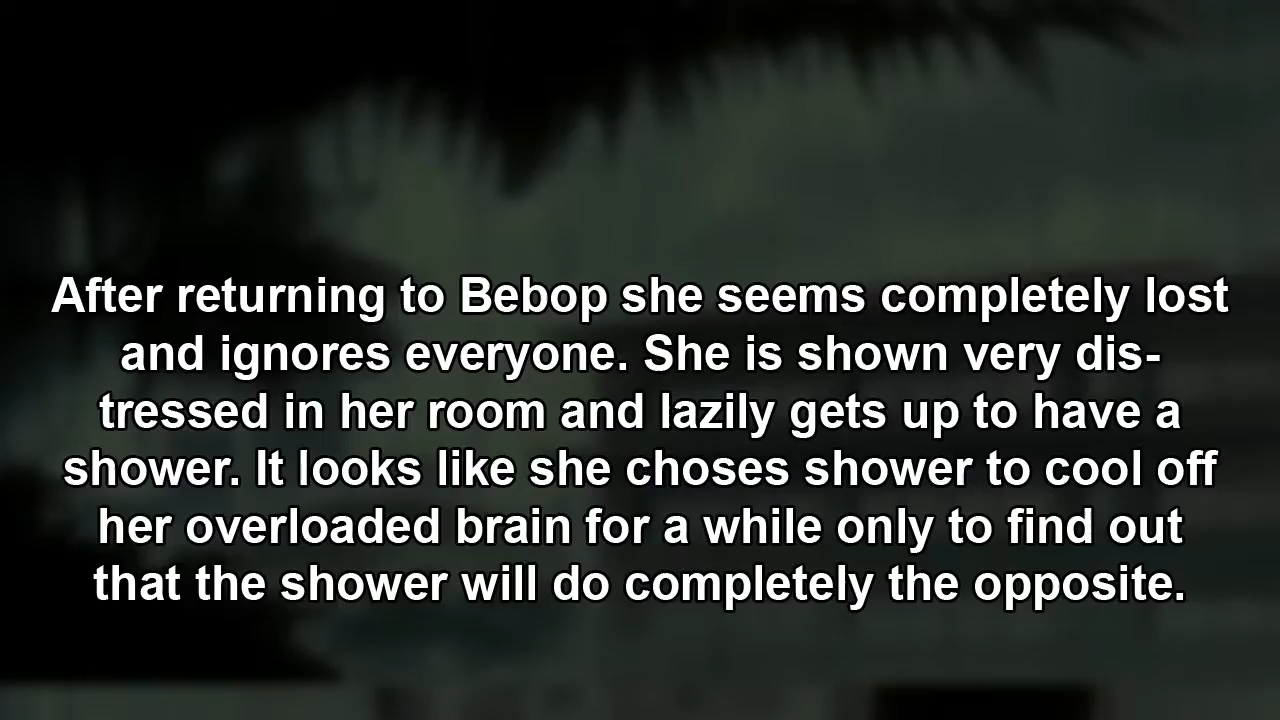 After returning to Bebop she seems completely lost
and ignores everyone. She is shown very dis-
tressed in her room and lazily gets up to have a
shower. It looks like she choses shower to cool off
her overloaded brain for a while only to find out
that the shower will do completely the opposite.